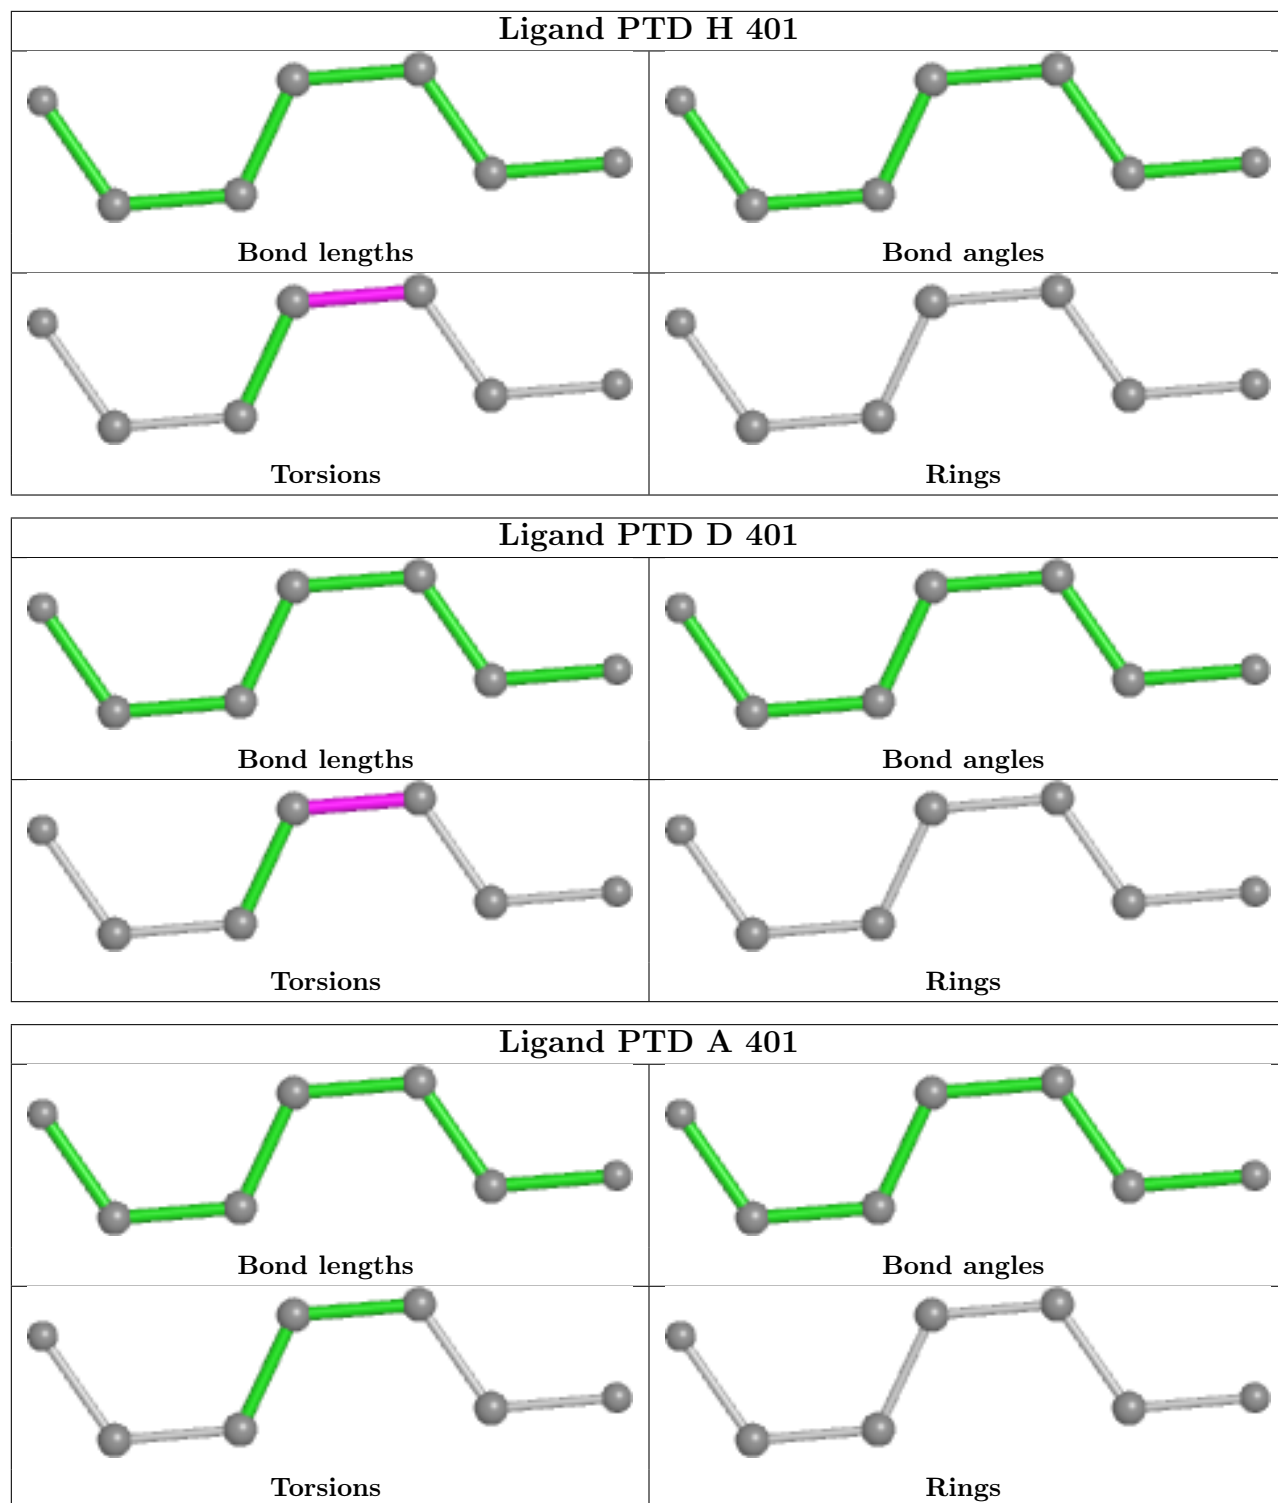 Ligand PTD H 401
Bond lengths
Bond angles
Torsions
Rings
Ligand PTD D 401
Bond lengths
Bond angles
Torsions
Rings
Ligand PTD A 401
Bond lengths
Bond angles
Torsions
Rings